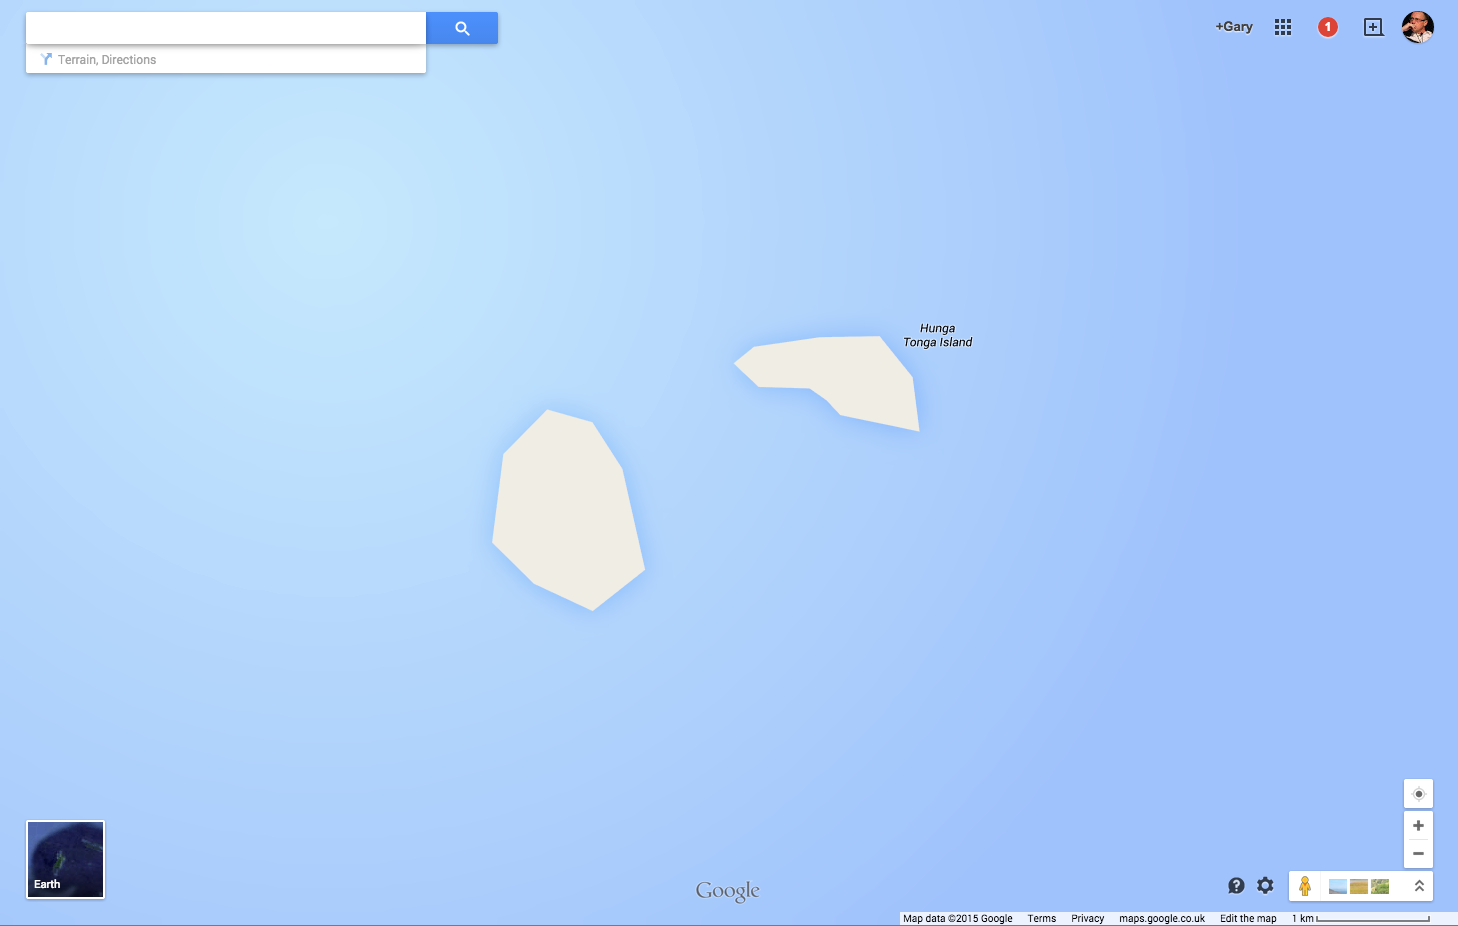 +Gary
1
Terrain, Directions
Hunga
Tonga Island
Earth
Google
Map data ©2015 Google Terms Privacy maps.google.co.uk Edit the map 1 km